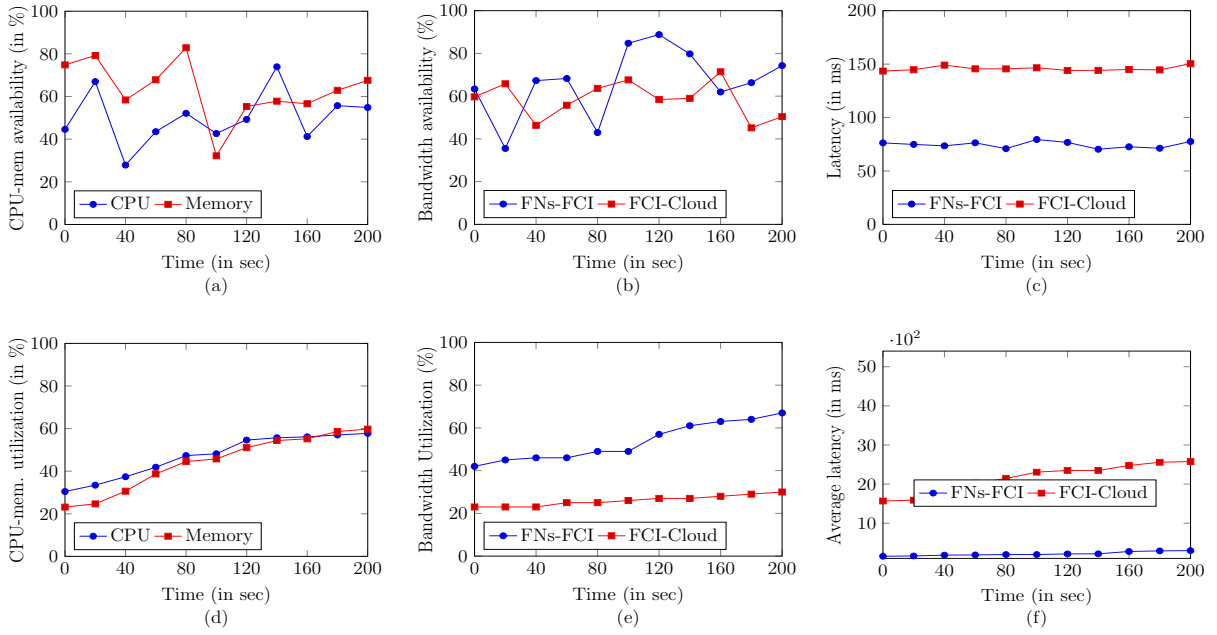 CPU-mem availability (in %)
100
80
60
40
20
0
CPU Memory
0 40 80 120 160 200
Time (in sec)
(a)
Bandwidth availability (%)
100
80
60
40
20
0
FNs-FCI FCI-Cloud
0 40 80 120 160 200
Time (in sec)
(b)
Latency (in ms)
200
150
100
50
0
FNs-FCI FCI-Cloud
0 40 80 120 160 200
Time (in sec)
(c)
CPU-mem. utilization (in %)
100
80
60
40
20
0
CPU Memory
0 40 80 120 160 200
Time (in sec)
(d)
Bandwidth Utilization (%)
100
80
60
40
20
0
FNs-FCI FCI-Cloud
0 40 80 120 160 200
Time (in sec)
(e)
Average latency (in ms)
·10²
50
40
30
20
10
FNs-FCI FCI-Cloud
0 40 80 120 160 200
Time (in sec)
(f)